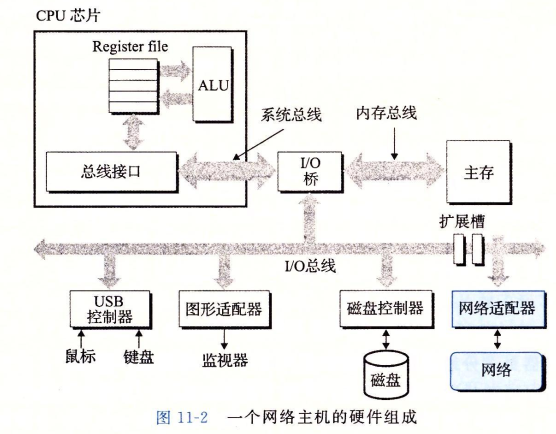 CPU 芯片
Register file
ALU
系统总线
内存总线
总线接口
I/O
桥
主存
扩展槽
I/O总线
USB
控制器
图形适配器
磁盘控制器
网络适配器
鼠标
键盘
监视器
磁盘
网络
图 11-2 一个网络主机的硬件组成